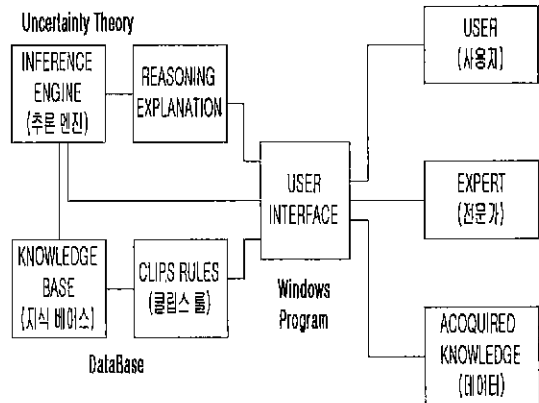 Uncertainty Theory
INFERENCE
ENGINE
(추론 엔진)
REASONING
EXPLANATION
USER
INTERFACE
Windows
Program
KNOWLEDGE
BASE
(지식 베이스)
CLIPS RULES
(클립스 룰)
DataBase
USER
(사용자)
EXPERT
(전문가)
ACOQUIRED
KNOWLEDGE
(데이터)